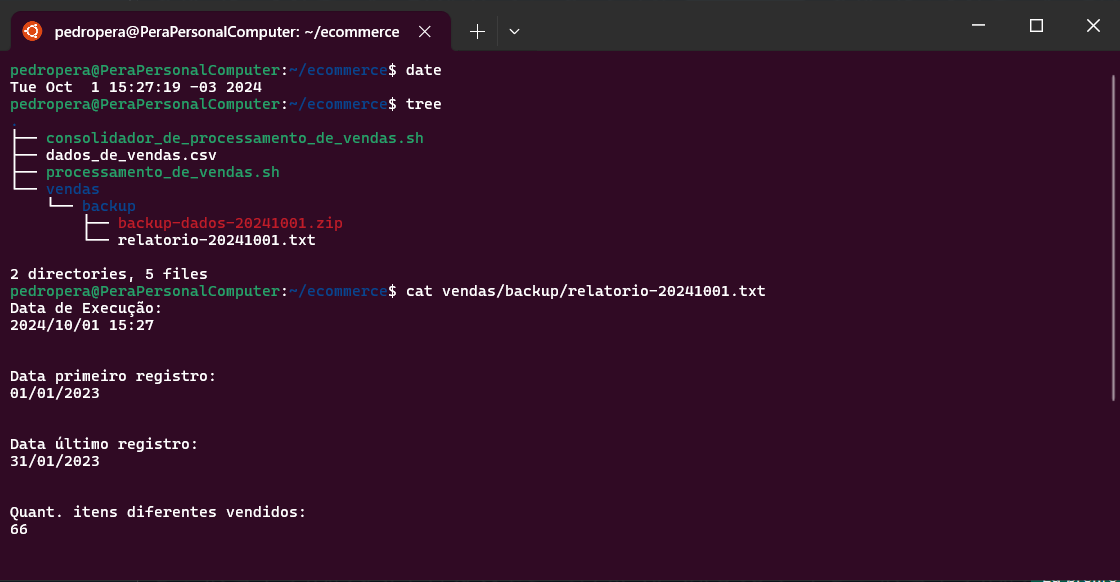 pedropera@PeraPersonalComputer: ~/ecommerce
pedropera@PeraPersonalComputer:~/ecommerce$ date
Tue Oct  1 15:27:19 -03 2024
pedropera@PeraPersonalComputer:~/ecommerce$ tree
.
├── consolidador_de_processamento_de_vendas.sh
├── dados_de_vendas.csv
├── processamento_de_vendas.sh
└── vendas
    └── backup
        ├── backup-dados-20241001.zip
        └── relatorio-20241001.txt
2 directories, 5 files
pedropera@PeraPersonalComputer:~/ecommerce$ cat vendas/backup/relatorio-20241001.txt
Data de Execução:
2024/10/01 15:27
Data primeiro registro:
01/01/2023
Data último registro:
31/01/2023
Quant. itens diferentes vendidos:
66